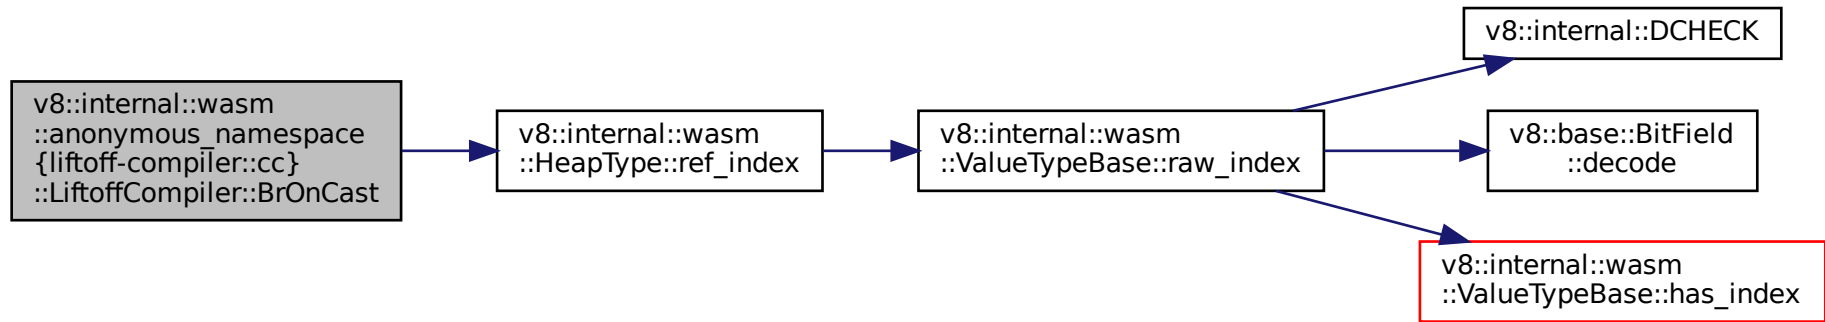 v8::internal::wasm
::anonymous_namespace
{liftoff-compiler::cc}
::LiftoffCompiler::BrOnCast
v8::internal::wasm
::HeapType::ref_index
v8::internal::wasm
::ValueTypeBase::raw_index
v8::internal::DCHECK
v8::base::BitField
::decode
v8::internal::wasm
::ValueTypeBase::has_index